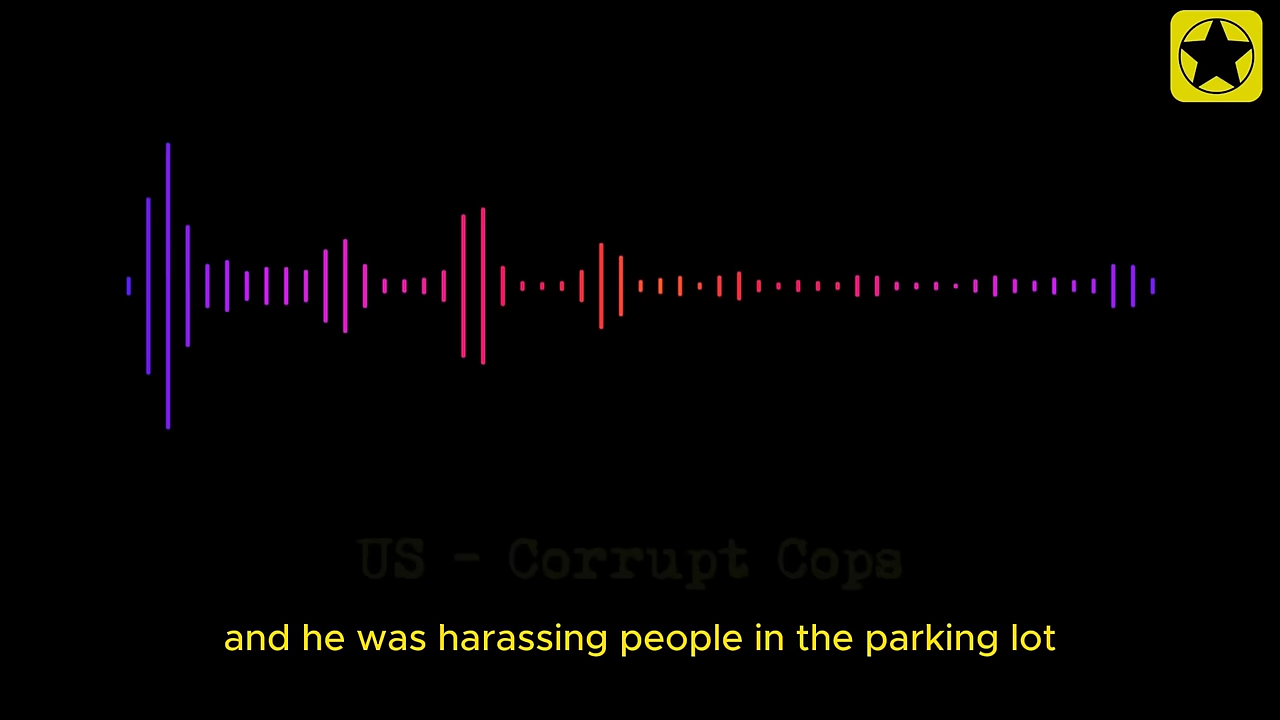 US - Corrupt Cops
and he was harassing people in the parking lot